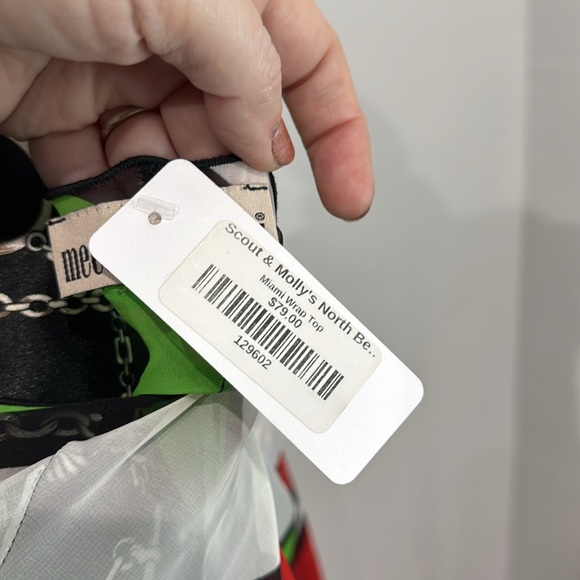 Scout & Molly's North Be..
Miami Wrap Top
$79.00
129602
®